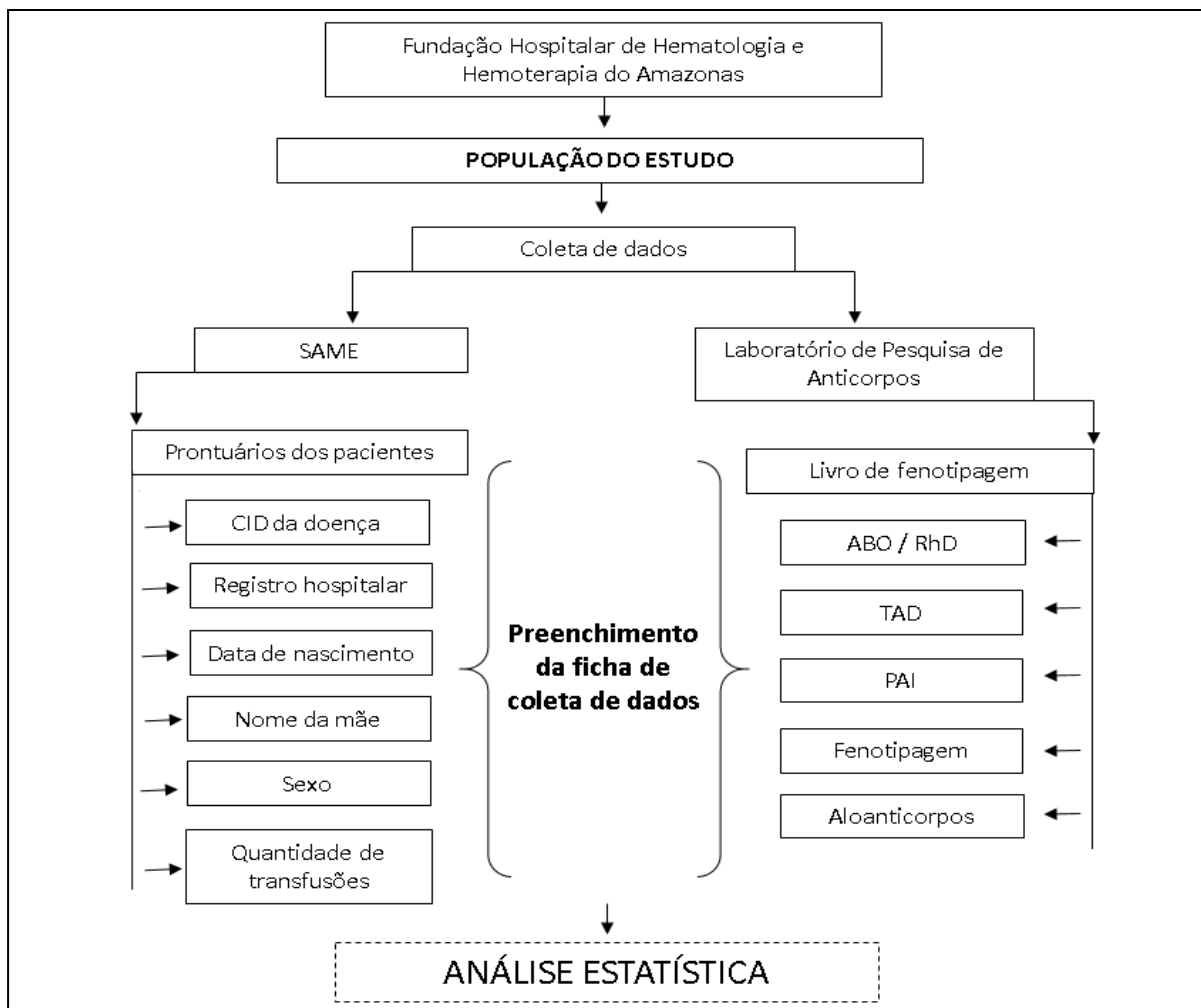 Fundação Hospitalar de Hematologia e
Hemoterapia do Amazonas
POPULAÇÃO DO ESTUDO
Coleta de dados
SAME
Prontuários dos pacientes
CID da doença
Registro hospitalar
Data de nascimento
Nome da mãe
Sexo
Quantidade de
transfusões
Preenchimento
da ficha de
coleta de dados
Laboratório de Pesquisa de
Anticorpos
Livro de fenotipagem
ABO / RhD
TAD
PAI
Fenotipagem
Aloanticorpos
ANÁLISE ESTATÍSTICA